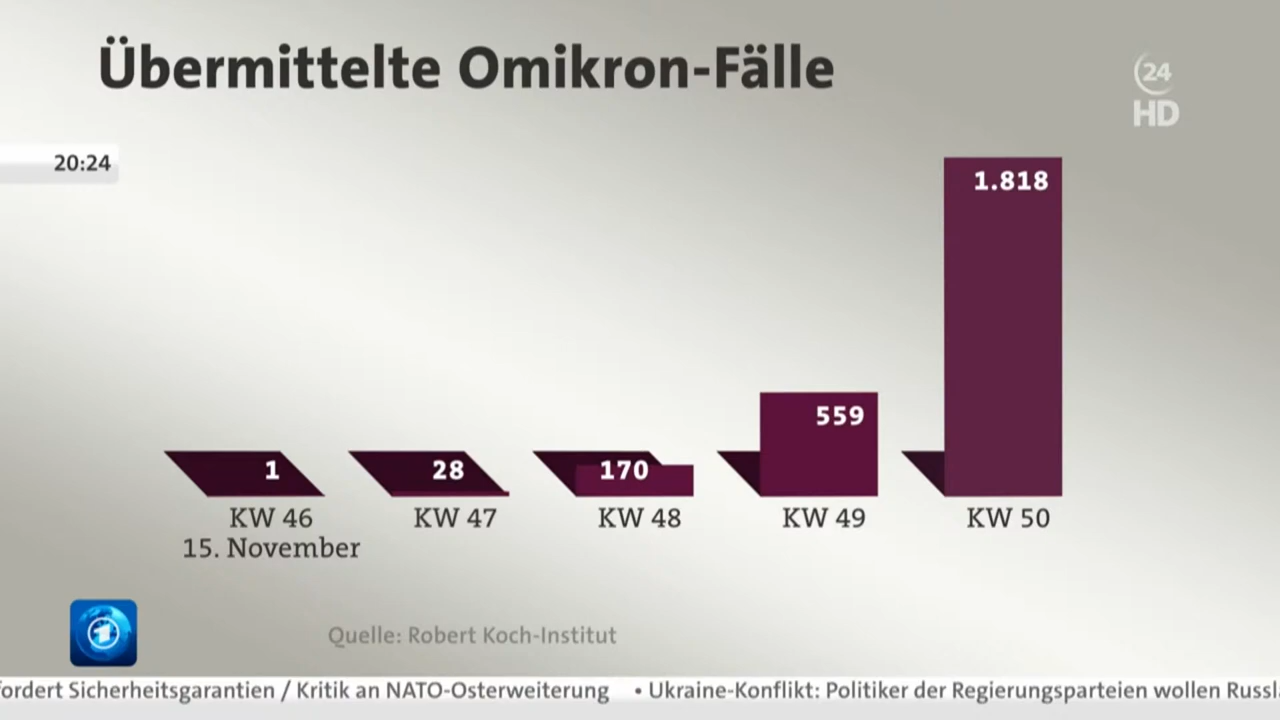 Übermittelte Omikron-Fälle
24
HD
20:24
1.818
559
1
28
170
KW 46
KW 47
KW 48
KW 49
KW 50
15. November
Quelle: Robert Koch-Institut
Sicherheitsgarantien / Kritik an NATO-Osterweiterung • Ukraine-Konflikt: Politiker der Regierungsparteien wollen